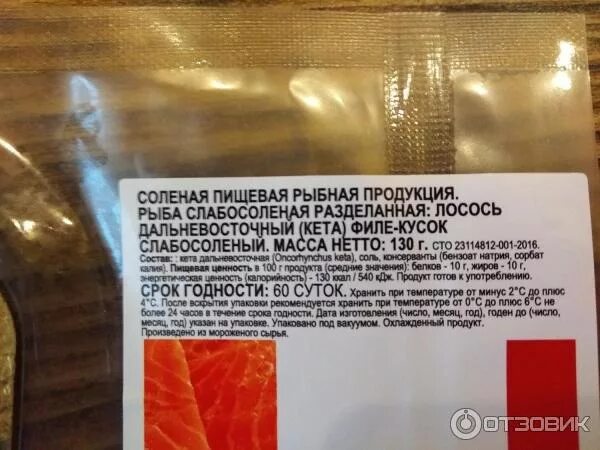 СОЛЕНАЯ ПИЩЕВАЯ РЫБНАЯ ПРОДУКЦИЯ.
РЫБА СЛАБОСОЛЕНАЯ РАЗДЕЛАННАЯ: ЛОСОСЬ
ДАЛЬНЕВОСТОЧНЫЙ (КЕТА) ФИЛЕ-КУСОК
СЛАБОСОЛЕНЫЙ. МАССА НЕТТО: 130 г. СТО 23114812-001-2016.
Состав: : кета дальневосточная (Oncorhynchus keta), соль, консерванты (бензоат натрия, сорбат
калия). Пищевая ценность в 100 г продукта (средние значения): белков - 10 г, жиров - 10 г,
энергетическая ценность (калорийность) - 130 ккал / 540 кДж. Продукт готов к употреблению.
СРОК ГОДНОСТИ: 60 СУТОК. Хранить при температуре от минус 2°С до плюс
4°С. После вскрытия упаковки рекомендуется хранить при температуре от 0°С до плюс 6°С не
более 24 часов в течение срока годности. Дата изготовления (число, месяц, год), годен до (число,
месяц, год) указан на упаковке. Упаковано под вакуумом. Охлажденный продукт.
Произведено из мороженого сырья.
ОТЗОВИК